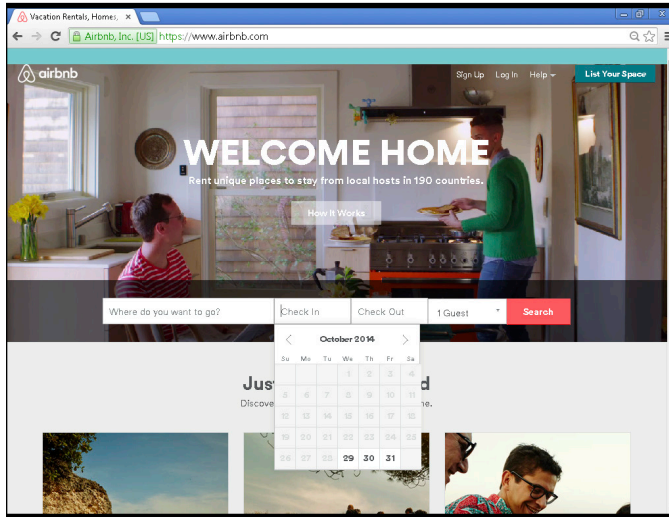 Vacation Rentals, Homes,
Airbnb, Inc. [US] https://www.airbnb.com
airbnb
Sign Up Log In Help List Your Space
WELCOME HOME
Rent unique places to stay from local hosts in 190 countries.
How It Works
Where do you want to go? Check In Check Out 1 Guest Search
October 2014
Su Mo Tu We Th Fr Sa
1 2 3 4
5 6 7 8 9 10 11
12 13 14 15 16 17 18
19 20 21 22 23 24 25
26 27 28 29 30 31
Jus d
Discove ne.